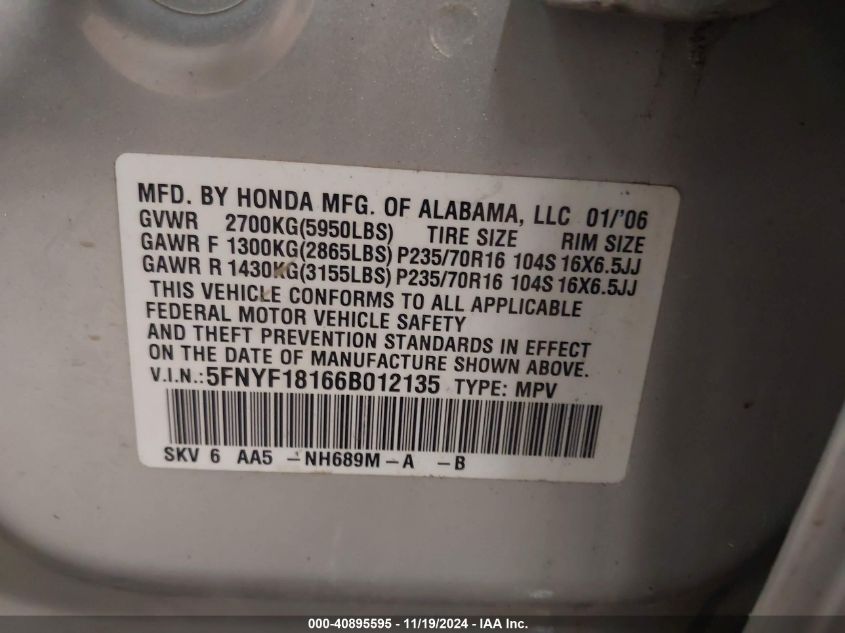 MFD. BY HONDA MFG. OF ALABAMA, LLC 01/'06
GVWR 2700KG(5950LBS) TIRE SIZE RIM SIZE
GAWR F 1300KG(2865LBS) P235/70R16 104S 16X6.5JJ
GAWR R 1430KG(3155LBS) P235/70R16 104S 16X6.5JJ
THIS VEHICLE CONFORMS TO ALL APPLICABLE
FEDERAL MOTOR VEHICLE SAFETY
AND THEFT PREVENTION STANDARDS IN EFFECT
ON THE DATE OF MANUFACTURE SHOWN ABOVE.
V.I.N.: 5FNYF18166B012135 TYPE: MPV
SKV 6 AA5 -NH689M-A -B
000-40895595 - 11/19/2024 - IAA Inc.